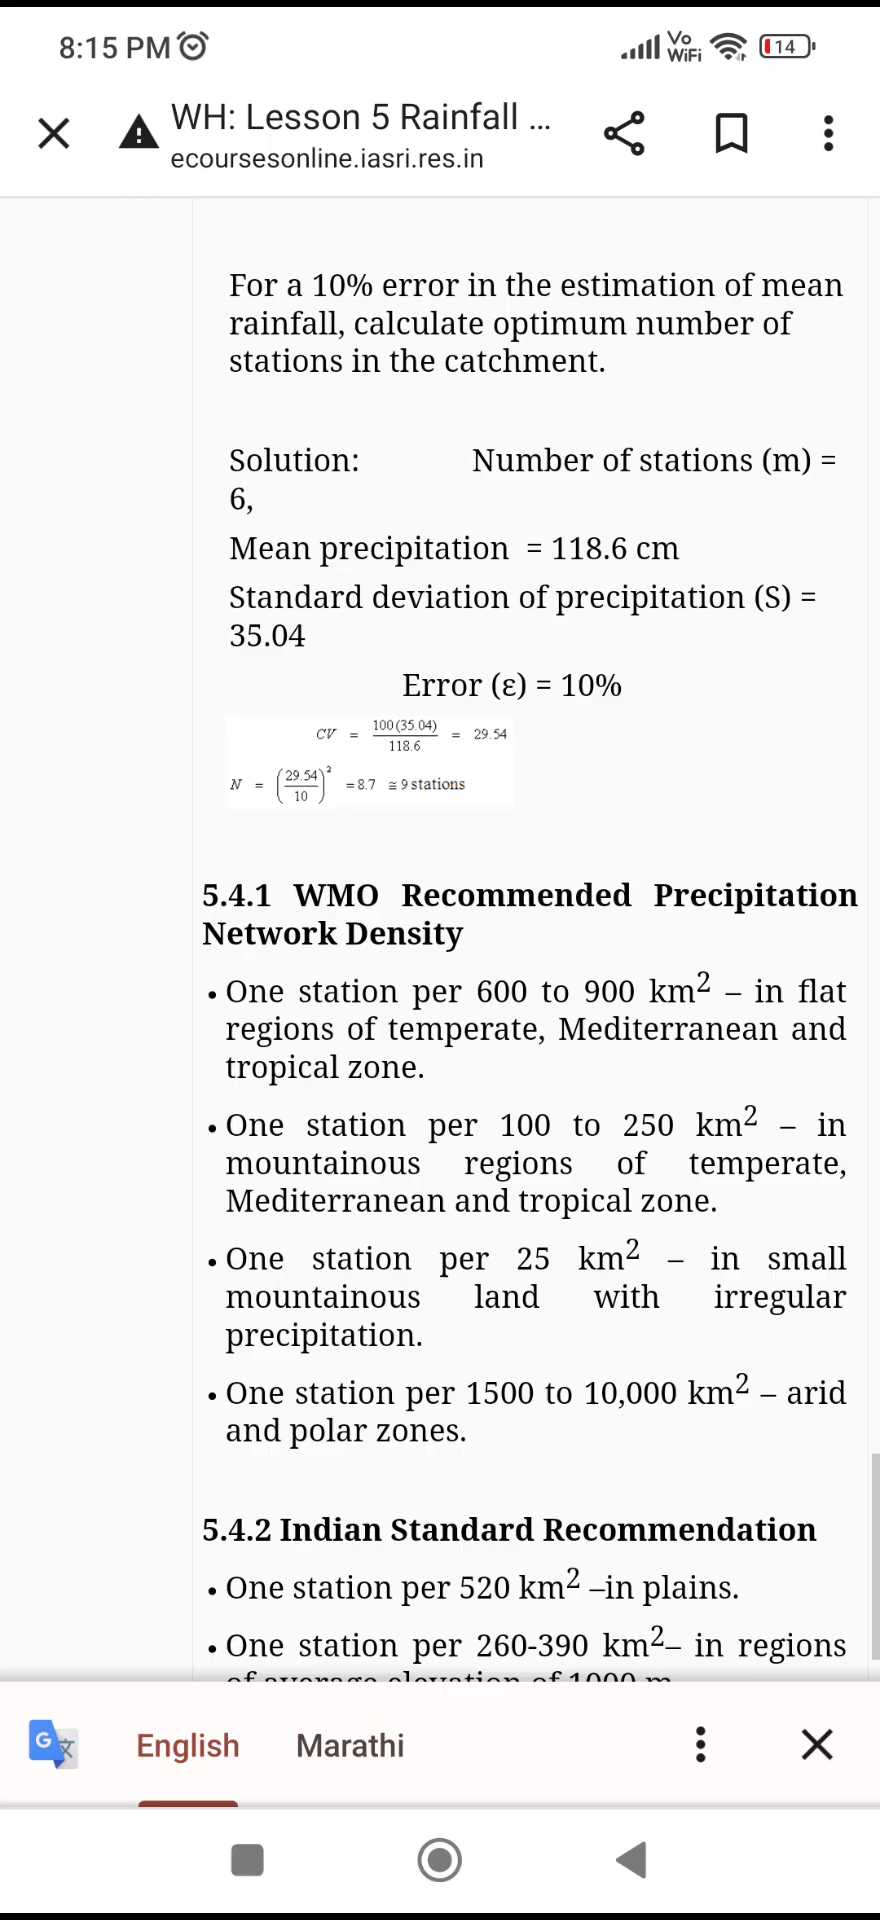 8:15 PM
Vo
WiFi
14
WH: Lesson 5 Rainfall ...
ecoursesonline.iasri.res.in
For a 10% error in the estimation of mean
rainfall, calculate optimum number of
stations in the catchment.
Solution: Number of stations (m) =
6,
Mean precipitation = 118.6 cm
Standard deviation of precipitation (S) =
35.04
Error (ε) = 10%
CV = 100(35.04) / 118.6 = 29.54
N = (29.54 / 10)² = 8.7 ≅ 9 stations
5.4.1 WMO Recommended Precipitation
Network Density
• One station per 600 to 900 km² – in flat
regions of temperate, Mediterranean and
tropical zone.
• One station per 100 to 250 km² – in
mountainous regions of temperate,
Mediterranean and tropical zone.
• One station per 25 km² – in small
mountainous land with irregular
precipitation.
• One station per 1500 to 10,000 km² – arid
and polar zones.
5.4.2 Indian Standard Recommendation
• One station per 520 km² –in plains.
• One station per 260-390 km²– in regions
of average elevation of 1000 m
G 文
English Marathi